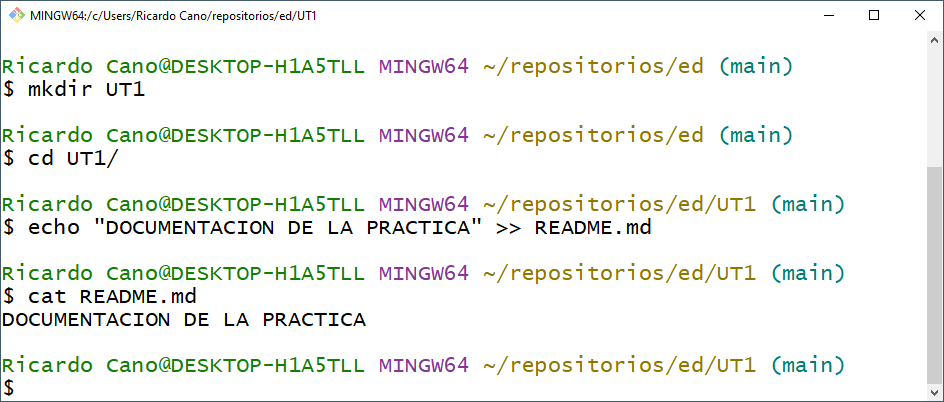 MINGW64:/c/Users/Ricardo Cano/repositorios/ed/UT1
Ricardo Cano@DESKTOP-H1A5TLL MINGW64 ~/repositorios/ed (main)
$ mkdir UT1
Ricardo Cano@DESKTOP-H1A5TLL MINGW64 ~/repositorios/ed (main)
$ cd UT1/
Ricardo Cano@DESKTOP-H1A5TLL MINGW64 ~/repositorios/ed/UT1 (main)
$ echo "DOCUMENTACION DE LA PRACTICA" >> README.md
Ricardo Cano@DESKTOP-H1A5TLL MINGW64 ~/repositorios/ed/UT1 (main)
$ cat README.md
DOCUMENTACION DE LA PRACTICA
Ricardo Cano@DESKTOP-H1A5TLL MINGW64 ~/repositorios/ed/UT1 (main)
$